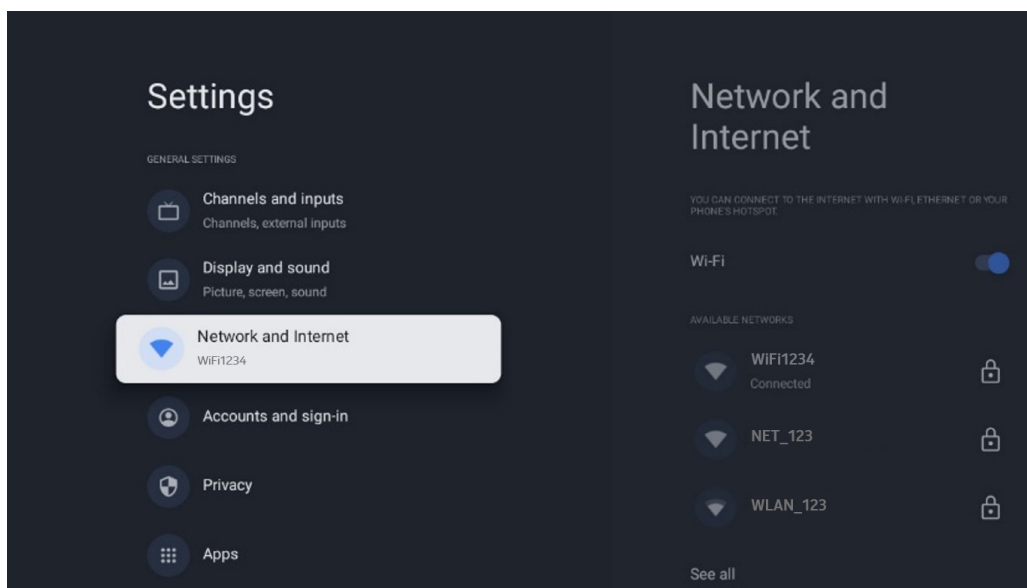 Settings
GENERAL SETTINGS
Channels and inputs
Channels, external inputs
Display and sound
Picture, screen, sound
Network and Internet
WiFi1234
Accounts and sign-in
Privacy
Apps
Network and
Internet
YOU CAN CONNECT TO THE INTERNET WITH WI-FI, ETHERNET OR YOUR
PHONE'S HOTSPOT.
Wi-Fi
AVAILABLE NETWORKS
WiFi1234
Connected
NET_123
WLAN_123
See all